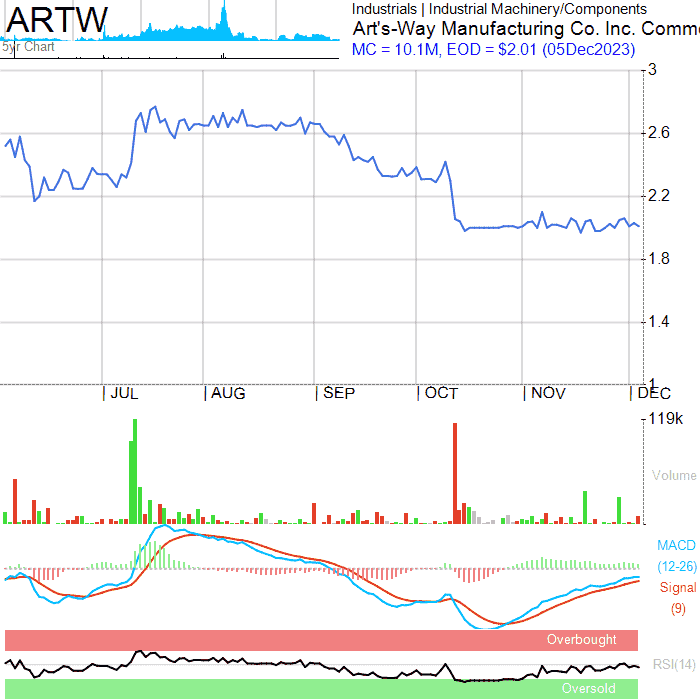 ARTW
5yr Chart
Industrials | Industrial Machinery/Components
Art's-Way Manufacturing Co. Inc. Comm
MC = 10.1M, EOD = $2.01 (05Dec2023)
3
2.6
2.2
1.8
1.4
1
JUL AUG SEP OCT NOV DEC
119k
Volume
MACD
(12-26)
Signal
(9)
Overbought
RSI(14)
Oversold